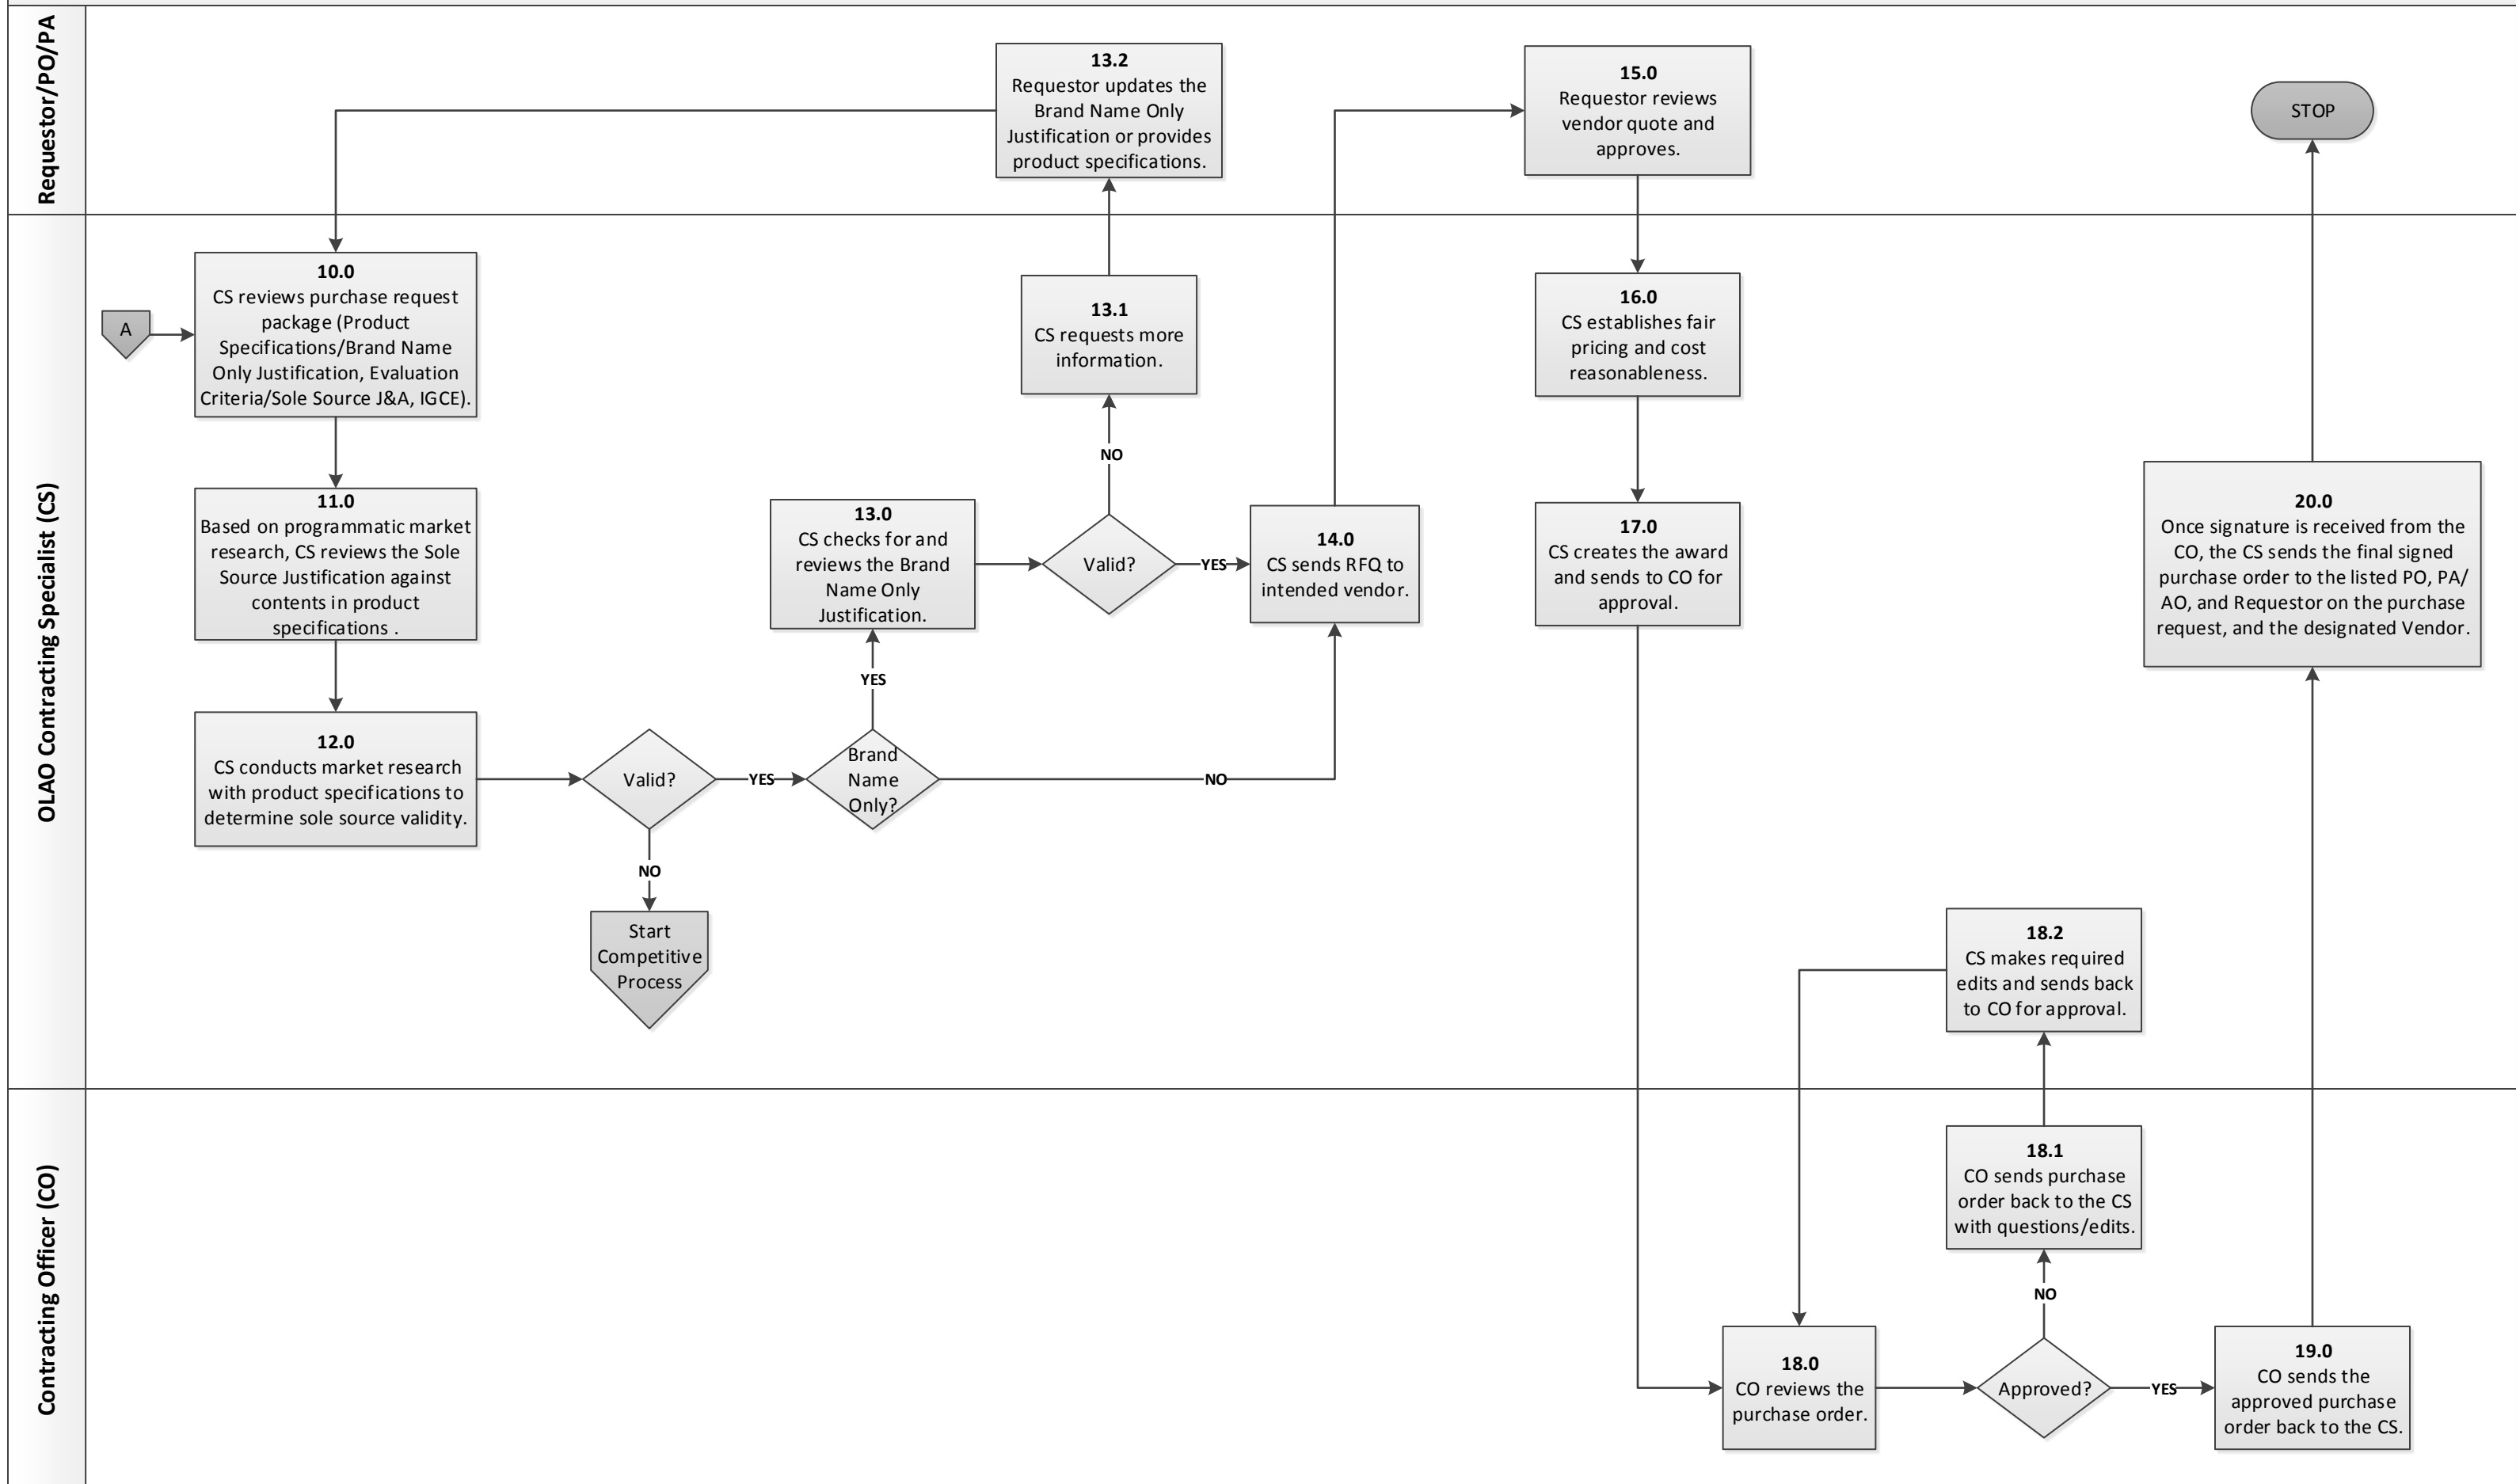 Requestor/PO/PA
13.2
Requestor updates the
Brand Name Only
Justification or provides
product specifications.
15.0
Requestor reviews
vendor quote and
approves.
STOP
OLAO Contracting Specialist (CS)
A
10.0
CS reviews purchase request
package (Product
Specifications/Brand Name
Only Justification, Evaluation
Criteria/Sole Source J&A, IGCE).
11.0
Based on programmatic market
research, CS reviews the Sole
Source Justification against
contents in product
specifications .
12.0
CS conducts market research
with product specifications to
determine sole source validity.
Valid?
YES
NO
Start
Competitive
Process
Brand
Name
Only?
YES
NO
13.0
CS checks for and
reviews the Brand
Name Only
Justification.
Valid?
NO
YES
13.1
CS requests more
information.
14.0
CS sends RFQ to
intended vendor.
16.0
CS establishes fair
pricing and cost
reasonableness.
17.0
CS creates the award
and sends to CO for
approval.
18.2
CS makes required
edits and sends back
to CO for approval.
20.0
Once signature is received from the
CO, the CS sends the final signed
purchase order to the listed PO, PA/
AO, and Requestor on the purchase
request, and the designated Vendor.
Contracting Officer (CO)
18.0
CO reviews the
purchase order.
Approved?
NO
YES
18.1
CO sends purchase
order back to the CS
with questions/edits.
19.0
CO sends the
approved purchase
order back to the CS.